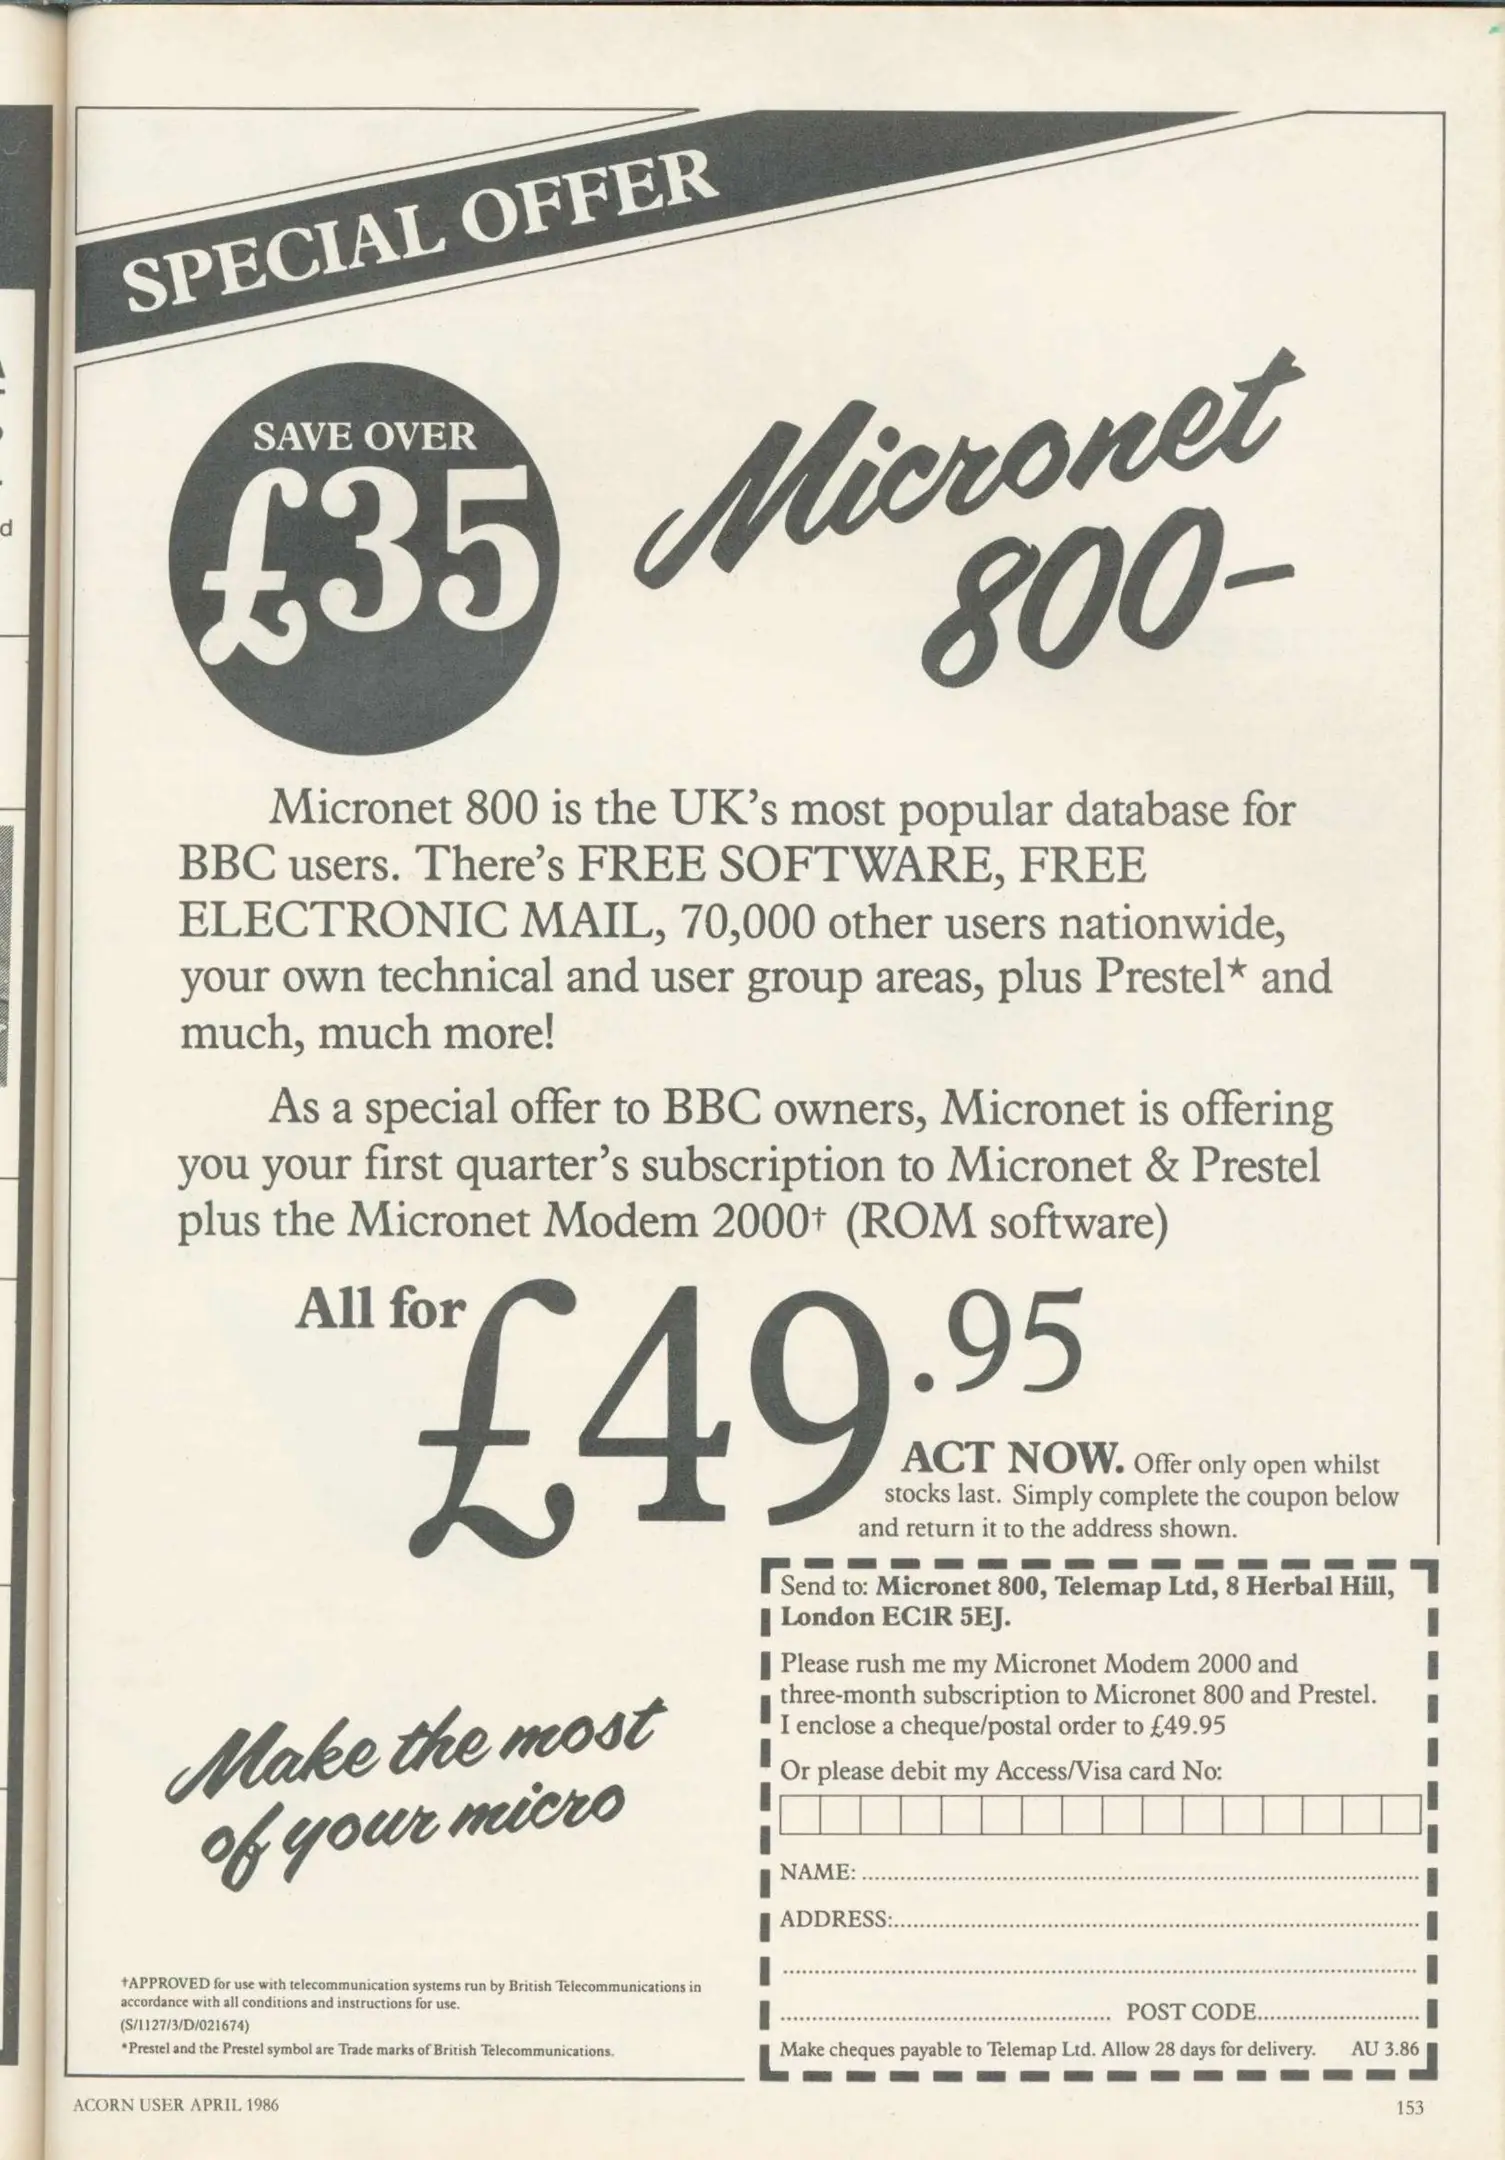 SPECIAL OFFER
SAVE OVER
£35
Micronet
800-
Micronet 800 is the UK's most popular database for
BBC users. There's FREE SOFTWARE, FREE
ELECTRONIC MAIL, 70,000 other users nationwide,
your own technical and user group areas, plus Prestel* and
much, much more!
As a special offer to BBC owners, Micronet is offering
you your first quarter's subscription to Micronet & Prestel
plus the Micronet Modem 2000† (ROM software)
All for £49.95
ACT NOW. Offer only open whilst
stocks last. Simply complete the coupon below
and return it to the address shown.
Send to: Micronet 800, Telemap Ltd, 8 Herbal Hill,
London EC1R 5EJ.
Please rush me my Micronet Modem 2000 and
three-month subscription to Micronet 800 and Prestel.
I enclose a cheque/postal order to £49.95
Or please debit my Access/Visa card No:
NAME:
ADDRESS:
POST CODE
Make cheques payable to Telemap Ltd. Allow 28 days for delivery. AU 3.86
Make the most
of your micro
†APPROVED for use with telecommunication systems run by British Telecommunications in
accordance with all conditions and instructions for use.
(S/1127/3/D/021674)
*Prestel and the Prestel symbol are Trade marks of British Telecommunications.
ACORN USER APRIL 1986
153